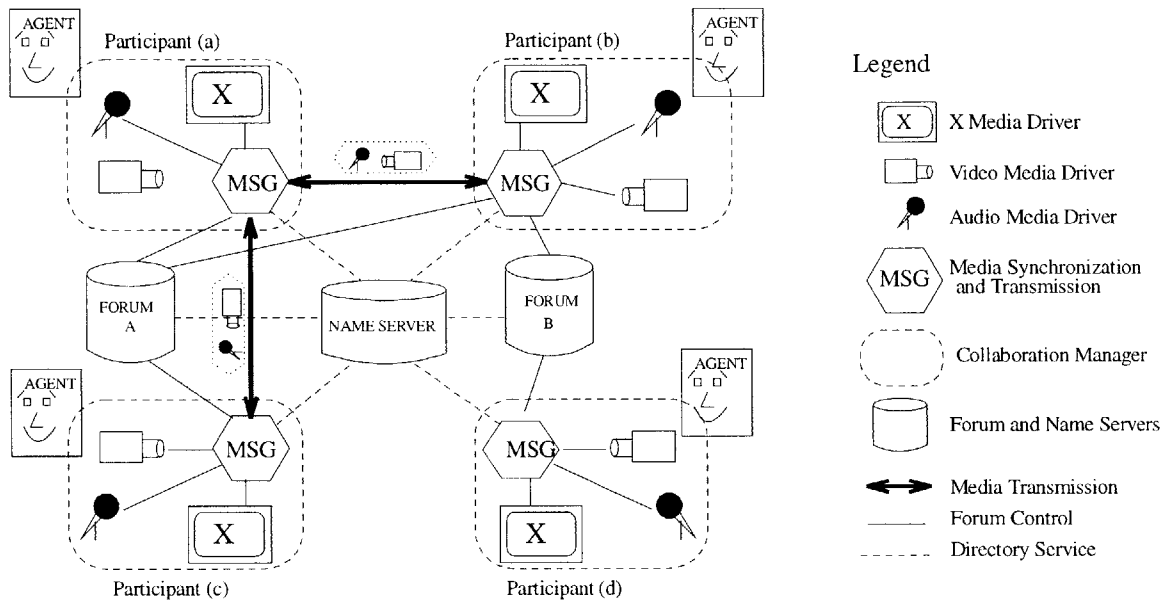 AGENT
Participant (a)
X
MSG
AGENT
Participant (b)
X
MSG
FORUM
A
NAME SERVER
FORUM
B
AGENT
MSG
X
Participant (c)
AGENT
MSG
X
Participant (d)
Legend
X
X Media Driver
Video Media Driver
Audio Media Driver
MSG
Media Synchronization
and Transmission
Collaboration Manager
Forum and Name Servers
Media Transmission
Forum Control
Directory Service